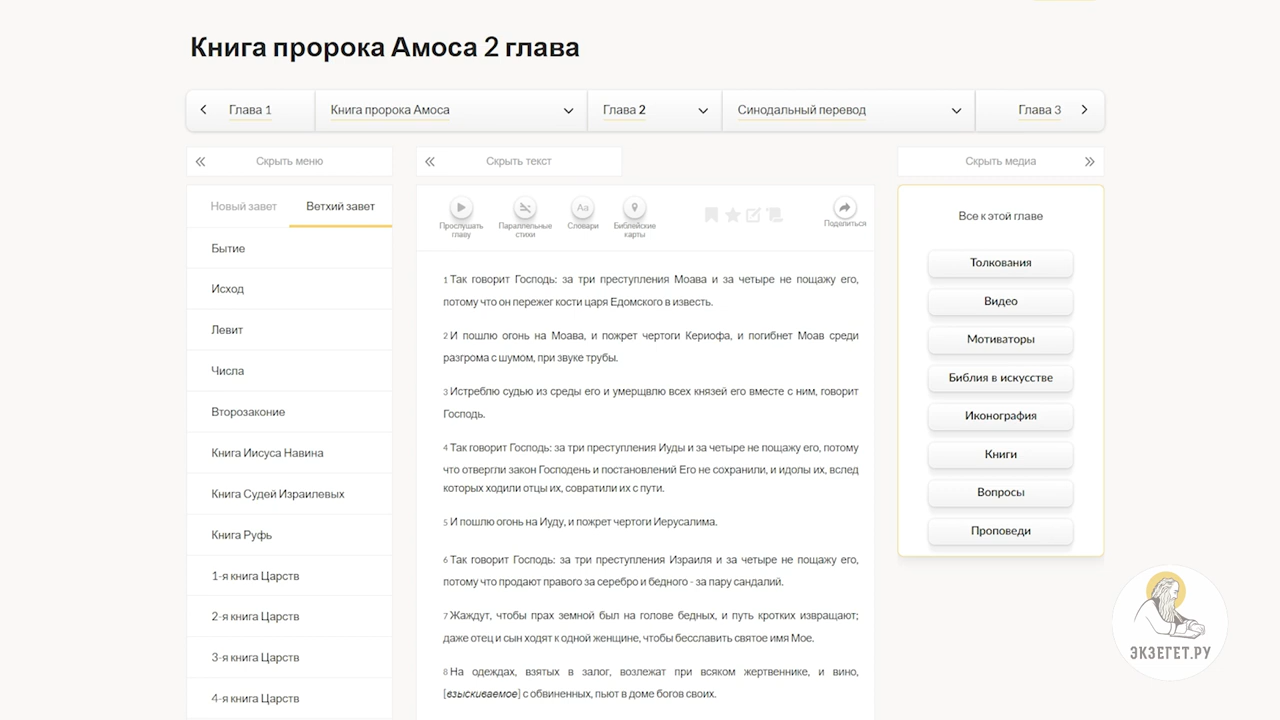 Книга пророка Амоса 2 глава
Глава 1
Книга пророка Амоса
Глава 2
Синодальный перевод
Глава 3
Скрыть меню
Скрыть текст
Скрыть медиа
Новый завет
Ветхий завет
Бытие
Исход
Левит
Числа
Второзаконие
Книга Иисуса Навина
Книга Судей Израилевых
Книга Руфь
1-я книга Царств
2-я книга Царств
3-я книга Царств
4-я книга Царств
Прослушать
главу
Параллельные
стихи
Aa
Словари
Библейские
карты
Поделиться
1 Так говорит Господь: за три преступления Моава и за четыре не пощажу его,
потому что он пережег кости царя Едомского в известь.
2 И пошлю огонь на Моава, и пожрет чертоги Кериофа, и погибнет Моав среди
разгрома с шумом, при звуке трубы.
3 Истреблю судью из среды его и умерщвлю всех князей его вместе с ним, говорит
Господь.
4 Так говорит Господь: за три преступления Иуды и за четыре не пощажу его, потому
что отвергли закон Господень и постановлений Его не сохранили, и идолы их, вслед
которых ходили отцы их, совратили их с пути.
5 И пошлю огонь на Иуду, и пожрет чертоги Иерусалима.
6 Так говорит Господь: за три преступления Израиля и за четыре не пощажу его,
потому что продают правого за серебро и бедного - за пару сандалий.
7 Жаждут, чтобы прах земной был на голове бедных, и путь кротких извращают;
даже отец и сын ходят к одной женщине, чтобы бесславить святое имя Мое.
8 На одеждах, взятых в залог, возлежат при всяком жертвеннике, и вино,
[взыскиваемое] с обвиненных, пьют в доме богов своих.
Все к этой главе
Толкования
Видео
Мотиваторы
Библия в искусстве
Иконография
Книги
Вопросы
Проповеди
ЭКЗЕГЕТ.РУ